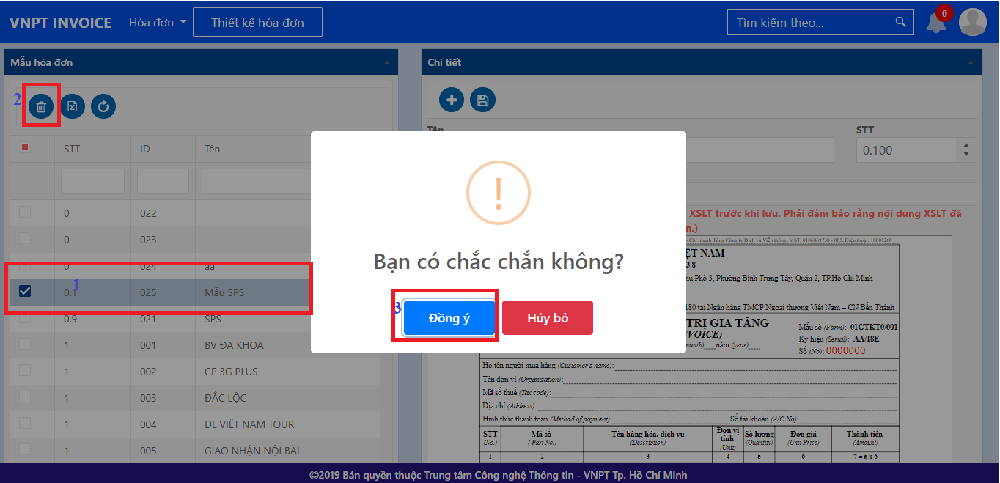 VNPT INVOICE Hóa đơn Thiết kế hóa đơn Tìm kiếm theo... 0
Mẫu hóa đơn
2
STT ID Tên
0 022
0 023
0 024 aa
1
0.1 025 Mẫu SPS
0.9 021 SPS
1 001 BV ĐA KHOA
1 002 CP 3G PLUS
1 003 ĐẮC LỘC
1 004 DL VIỆT NAM TOUR
1 005 GIAO NHẬN NỘI BÀI
Chi tiết
Tên STT
0.100
XSLT trước khi lưu. Phải đảm bảo rằng nội dung XSLT đã
n.)
Bạn có chắc chắn không?
3
Đồng ý Hủy bỏ
- Chi nhánh Tổng Công ty Dịch vụ Viễn thông, MST: 0106869738 - 005, Điện thoại: 18001260
ỆT NAM
3 8
hu Phố 3, Phường Bình Trưng Tây, Quận 2, TP.Hồ Chí Minh
180 tại Ngân hàng TMCP Ngoại thương Việt Nam – CN Bến Thành
TRỊ GIA TĂNG
VOICE)
month)____năm (year)____
Mẫu số (Form): 01GTKT0/001
Ký hiệu (Serial): AA/18E
Số (No): 0000000
Họ tên người mua hàng (Customer's name):
Tên đơn vị (Organization):
Mã số thuế (Tax code):
Địa chỉ (Address):
Hình thức thanh toán (Method of payment): Số tài khoản (A/C No):
STT Mã số Tên hàng hóa, dịch vụ Đơn vị tính Số lượng Đơn giá Thành tiền
(No.) ( Part No.) (Description) (Unit) (Quantity) (Unit Price) (Amount)
1 2 3 4 5 6 7 = 5 x 6
©2019 Bản quyền thuộc Trung tâm Công nghệ Thông tin - VNPT Tp. Hồ Chí Minh